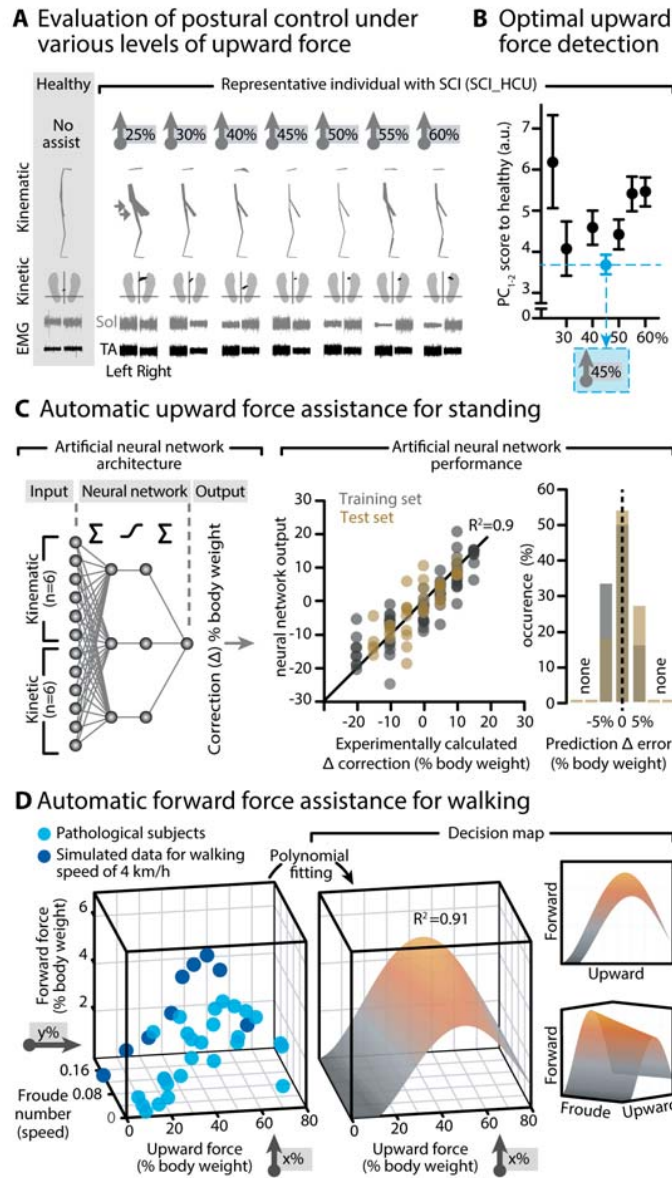 A Evaluation of postural control under
various levels of upward force
Healthy
Representative individual with SCI (SCI_HCU)
No
assist
25%
30%
40%
45%
50%
55%
60%
Kinematic
Kinetic
EMG
Sol
TA
Left Right
B Optimal upward
force detection
PC1-2 score to healthy (a.u.)
7
6
5
4
3
0
30 40 50 60%
45%
C Automatic upward force assistance for standing
Artificial neural network
architecture
Input
Neural network
Output
Σ Σ
Kinematic
(n=6)
Kinetic
(n=6)
Correction (Δ) % body weight
Artificial neural network
performance
Training set
Test set
R²=0.9
neural network output
30
20
10
0
-10
-20
-30
-20 -10 0 10 30
Experimentally calculated
Δ correction (% body weight)
occurence (%)
60
50
40
30
20
10
0
none
none
-5% 0 5%
Prediction Δ error
(% body weight)
D Automatic forward force assistance for walking
Pathological subjects
Simulated data for walking
speed of 4 km/h
Polynomial
fitting
Decision map
Forward force
(% body weight)
6
4
2
y%
0.16
0.08
0
Froude
number
(speed)
0 20 40 60 80
Upward force
(% body weight)
x%
R²=0.91
0 20 40 60 80
Upward force
(% body weight)
x%
Forward
Upward
Forward
Froude
Upward